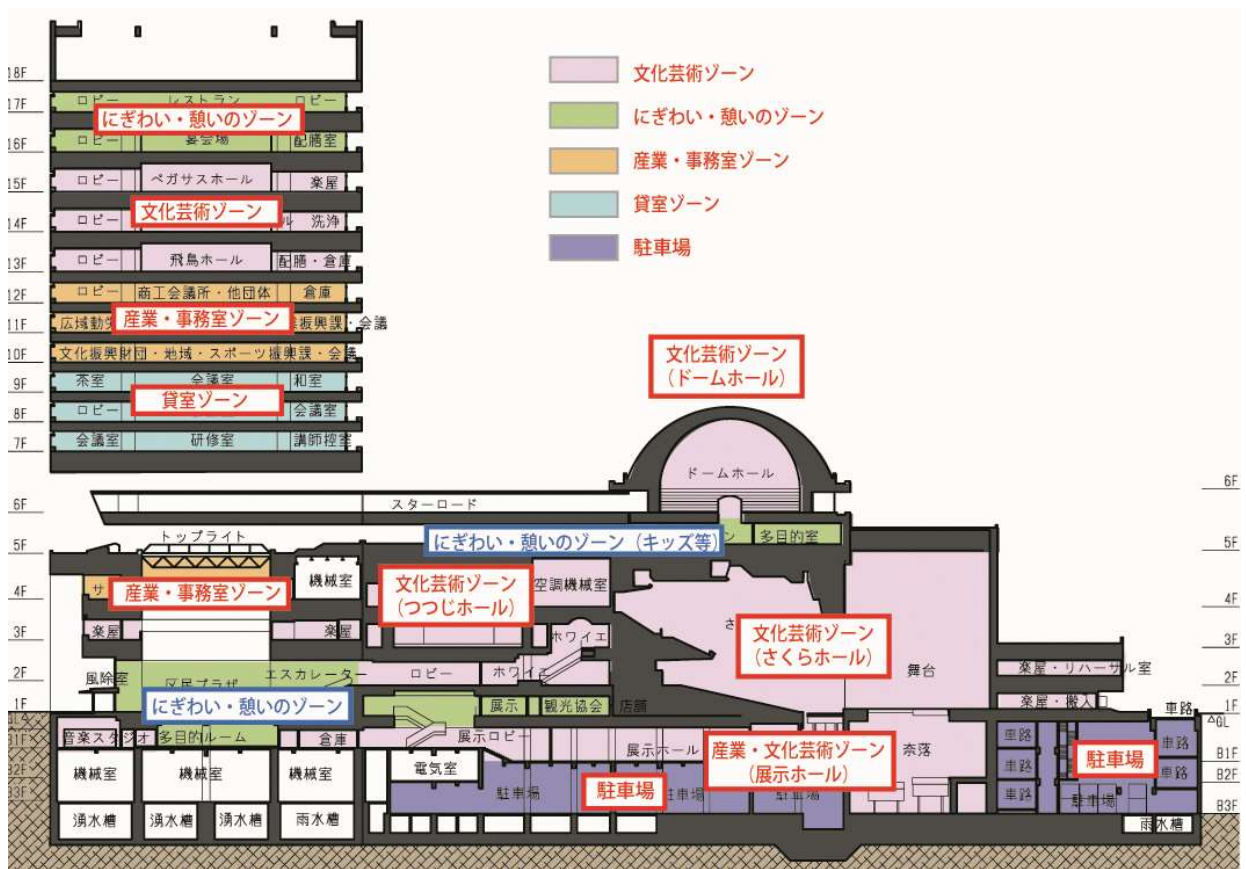 18F
17F
ロビー
レストラン
ロビー
にぎわい・憩いのゾーン
16F
ロビー
宴会場
配膳室
15F
ロビー
ペガサスホール
楽屋
文化芸術ゾーン
14F
ロビー
ル
洗浄
13F
ロビー
飛鳥ホール
配膳・倉庫
12F
ロビー
商工会議所・他団体
倉庫
産業・事務室ゾーン
11F
広域動労
振興課・会議
10F
文化振興財団・地域・スポーツ振興課・会議
9F
茶室
会議室
和室
貸室ゾーン
8F
ロビー
会議室
7F
会議室
研修室
講師控室
文化芸術ゾーン
にぎわい・憩いのゾーン
産業・事務室ゾーン
貸室ゾーン
駐車場
文化芸術ゾーン
(ドームホール)
ドームホール
6F
スターロード
6F
トップライト
にぎわい・憩いのゾーン(キッズ等)
ン
多目的室
5F
5F
機械室
サ
産業・事務室ゾーン
文化芸術ゾーン
(つつじホール)
空調機械室
4F
4F
楽屋
楽屋
ホワイエ
さ
文化芸術ゾーン
(さくらホール)
舞台
3F
3F
風除室
区民プラザ
エスカレーター
ロビー
ホワイエ
楽屋・リハーサル室
2F
2F
にぎわい・憩いのゾーン
展示
観光協会
店舗
楽屋・搬入口
1F
1F
車路
GL
音楽スタジオ
多目的ルーム
倉庫
展示ロビー
展示ホール
産業・文化芸術ゾーン
(展示ホール)
奈落
車路
車路
B1F
B1F
機械室
機械室
機械室
電気室
駐車場
駐車場
駐車場
駐車場
車路
駐車場
車路
B2F
B2F
車路
駐車場
B3F
B3F
湧水槽
湧水槽
湧水槽
雨水槽
雨水槽